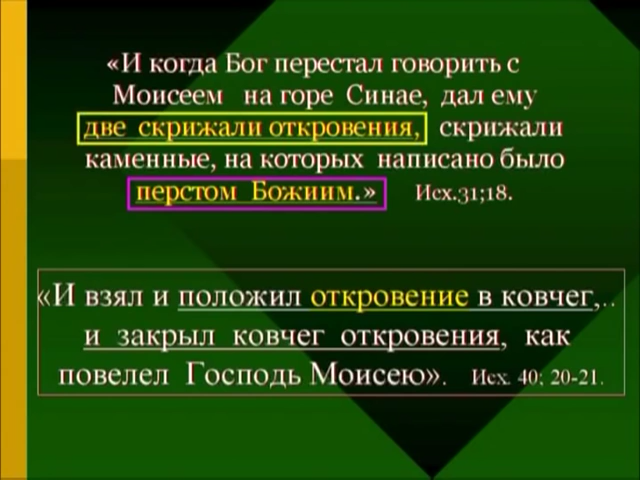 «И когда Бог перестал говорить с
Моисеем на горе Синае, дал ему
две скрижали откровения, скрижали
каменные, на которых написано было
перстом Божиим.» Исх.31;18.
«И взял и положил откровение в ковчег,..
и закрыл ковчег откровения, как
повелел Господь Моисею». Исх. 40; 20-21.